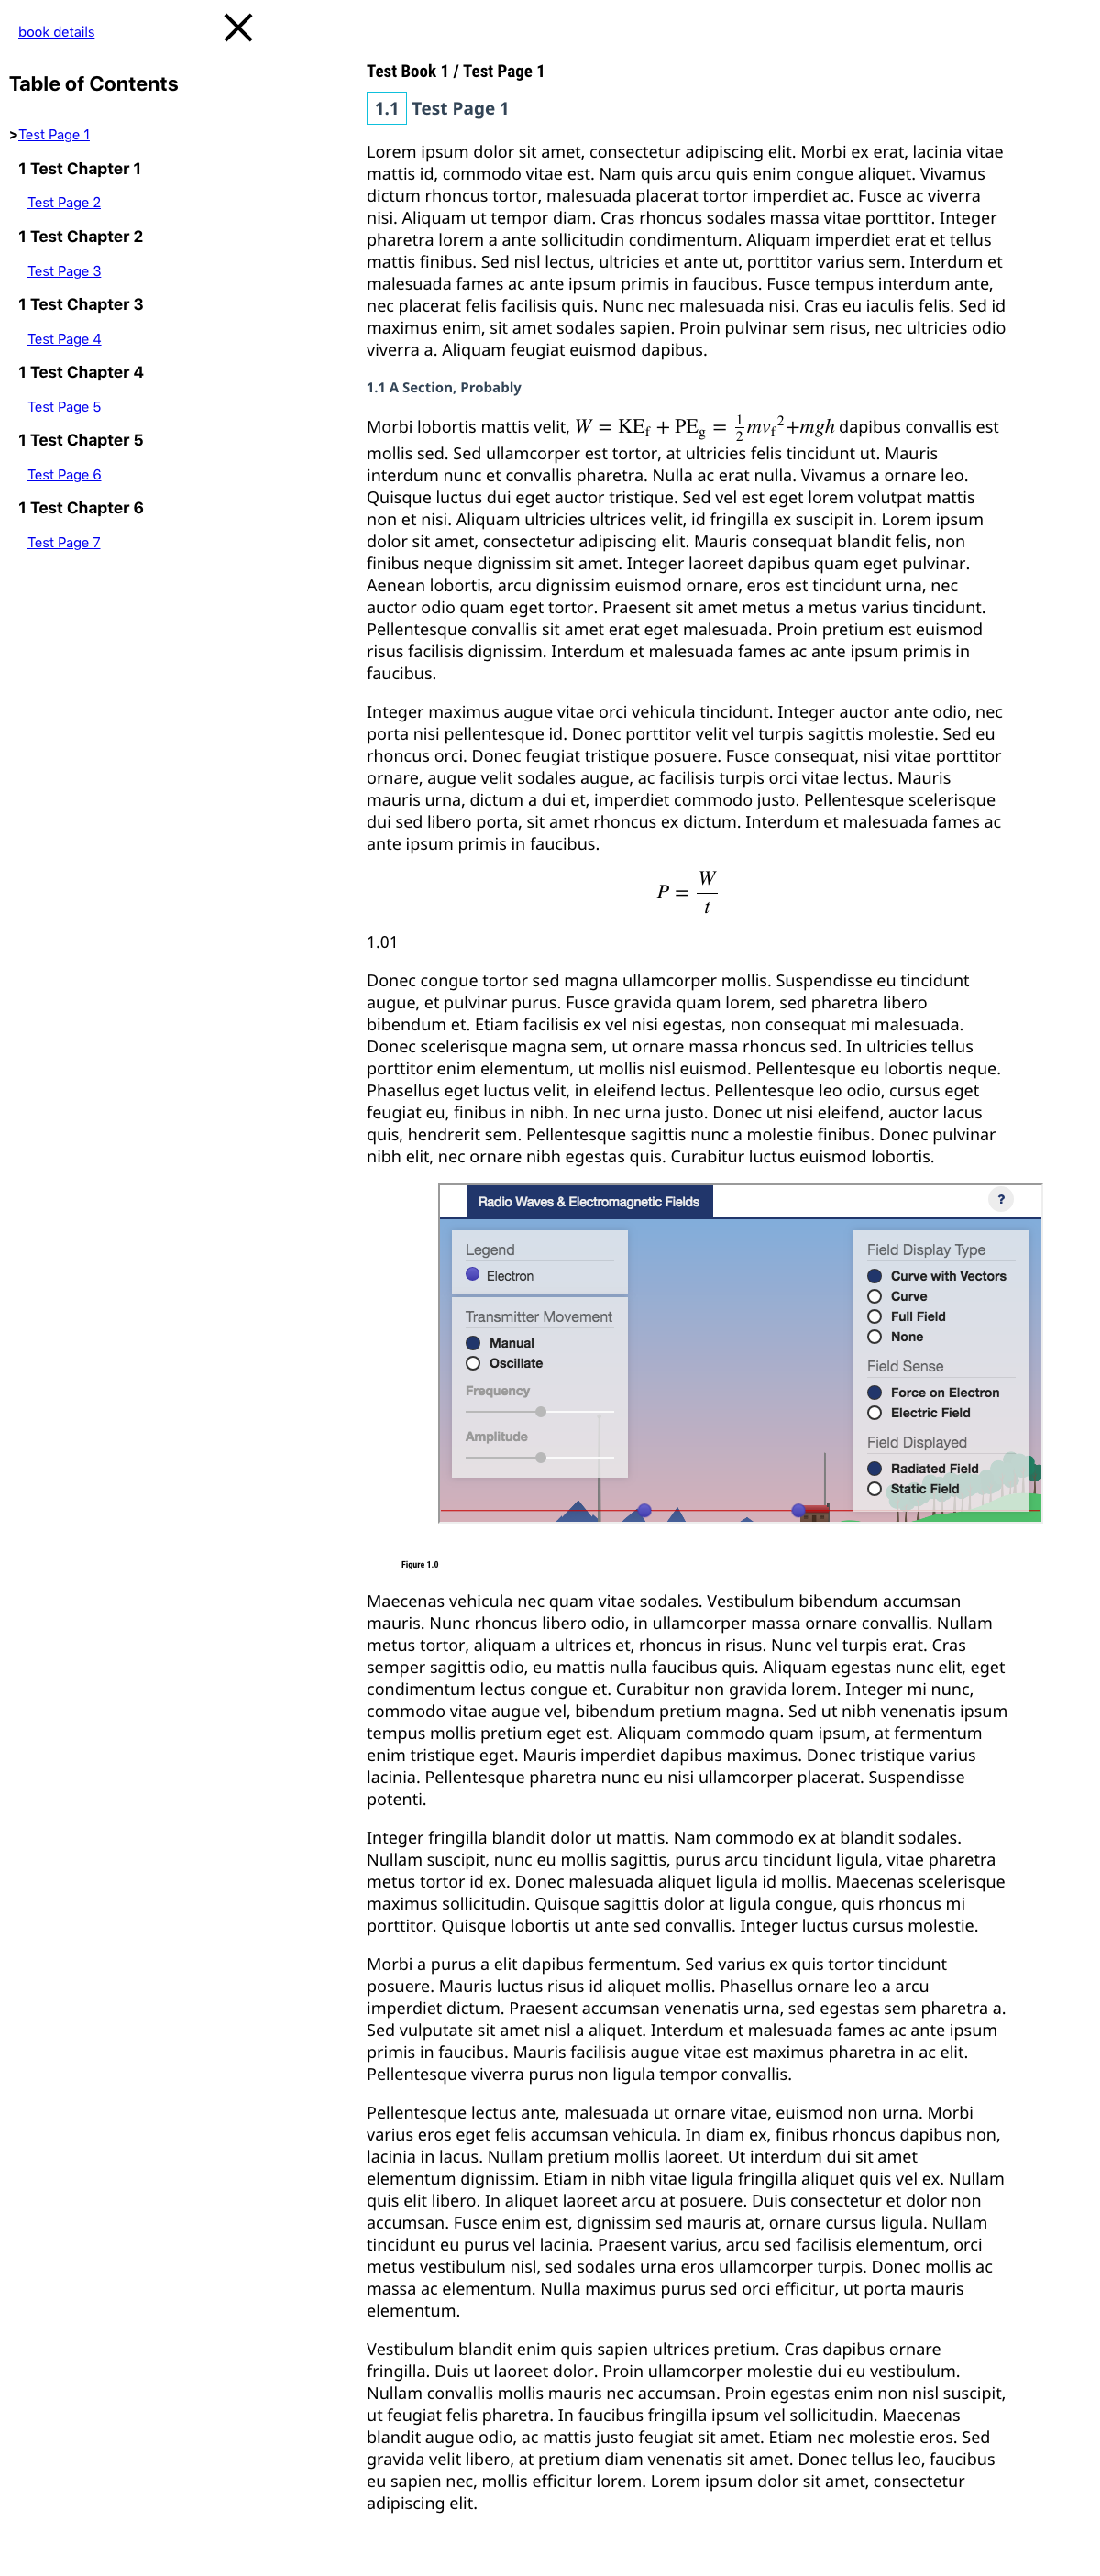 book details
Table of Contents
>Test Page 1
1 Test Chapter 1
Test Page 2
1 Test Chapter 2
Test Page 3
1 Test Chapter 3
Test Page 4
1 Test Chapter 4
Test Page 5
1 Test Chapter 5
Test Page 6
1 Test Chapter 6
Test Page 7
Test Book 1 / Test Page 1
1.1 Test Page 1
Lorem ipsum dolor sit amet, consectetur adipiscing elit. Morbi ex erat, lacinia vitae
mattis id, commodo vitae est. Nam quis arcu quis enim congue aliquet. Vivamus
dictum rhoncus tortor, malesuada placerat tortor imperdiet ac. Fusce ac viverra
nisi. Aliquam ut tempor diam. Cras rhoncus sodales massa vitae porttitor. Integer
pharetra lorem a ante sollicitudin condimentum. Aliquam imperdiet erat et tellus
mattis finibus. Sed nisl lectus, ultricies et ante ut, porttitor varius sem. Interdum et
malesuada fames ac ante ipsum primis in faucibus. Fusce tempus interdum ante,
nec placerat felis facilisis quis. Nunc nec malesuada nisi. Cras eu iaculis felis. Sed id
maximus enim, sit amet sodales sapien. Proin pulvinar sem risus, nec ultricies odio
viverra a. Aliquam feugiat euismod dapibus.
1.1 A Section, Probably
Morbi lobortis mattis velit, W = KE_f + PE_g = 1/2 mv_f^2+mgh dapibus convallis est
mollis sed. Sed ullamcorper est tortor, at ultricies felis tincidunt ut. Mauris
interdum nunc et convallis pharetra. Nulla ac erat nulla. Vivamus a ornare leo.
Quisque luctus dui eget auctor tristique. Sed vel est eget lorem volutpat mattis
non et nisi. Aliquam ultricies ultrices velit, id fringilla ex suscipit in. Lorem ipsum
dolor sit amet, consectetur adipiscing elit. Mauris consequat blandit felis, non
finibus neque dignissim sit amet. Integer laoreet dapibus quam eget pulvinar.
Aenean lobortis, arcu dignissim euismod ornare, eros est tincidunt urna, nec
auctor odio quam eget tortor. Praesent sit amet metus a metus varius tincidunt.
Pellentesque convallis sit amet erat eget malesuada. Proin pretium est euismod
risus facilisis dignissim. Interdum et malesuada fames ac ante ipsum primis in
faucibus.
Integer maximus augue vitae orci vehicula tincidunt. Integer auctor ante odio, nec
porta nisi pellentesque id. Donec porttitor velit vel turpis sagittis molestie. Sed eu
rhoncus orci. Donec feugiat tristique posuere. Fusce consequat, nisi vitae porttitor
ornare, augue velit sodales augue, ac facilisis turpis orci vitae lectus. Mauris
mauris urna, dictum a dui et, imperdiet commodo justo. Pellentesque scelerisque
dui sed libero porta, sit amet rhoncus ex dictum. Interdum et malesuada fames ac
ante ipsum primis in faucibus.
P = W/t
1.01
Donec congue tortor sed magna ullamcorper mollis. Suspendisse eu tincidunt
augue, et pulvinar purus. Fusce gravida quam lorem, sed pharetra libero
bibendum et. Etiam facilisis ex vel nisi egestas, non consequat mi malesuada.
Donec scelerisque magna sem, ut ornare massa rhoncus sed. In ultricies tellus
porttitor enim elementum, ut mollis nisl euismod. Pellentesque eu lobortis neque.
Phasellus eget luctus velit, in eleifend lectus. Pellentesque leo odio, cursus eget
feugiat eu, finibus in nibh. In nec urna justo. Donec ut nisi eleifend, auctor lacus
quis, hendrerit sem. Pellentesque sagittis nunc a molestie finibus. Donec pulvinar
nibh elit, nec ornare nibh egestas quis. Curabitur luctus euismod lobortis.
Radio Waves & Electromagnetic Fields
?
Legend
Electron
Transmitter Movement
Manual
Oscillate
Frequency
Amplitude
Field Display Type
Curve with Vectors
Curve
Full Field
None
Field Sense
Force on Electron
Electric Field
Field Displayed
Radiated Field
Static Field
Figure 1.0
Maecenas vehicula nec quam vitae sodales. Vestibulum bibendum accumsan
mauris. Nunc rhoncus libero odio, in ullamcorper massa ornare convallis. Nullam
metus tortor, aliquam a ultrices et, rhoncus in risus. Nunc vel turpis erat. Cras
semper sagittis odio, eu mattis nulla faucibus quis. Aliquam egestas nunc elit, eget
condimentum lectus congue et. Curabitur non gravida lorem. Integer mi nunc,
commodo vitae augue vel, bibendum pretium magna. Sed ut nibh venenatis ipsum
tempus mollis pretium eget est. Aliquam commodo quam ipsum, at fermentum
enim tristique eget. Mauris imperdiet dapibus maximus. Donec tristique varius
lacinia. Pellentesque pharetra nunc eu nisi ullamcorper placerat. Suspendisse
potenti.
Integer fringilla blandit dolor ut mattis. Nam commodo ex at blandit sodales.
Nullam suscipit, nunc eu mollis sagittis, purus arcu tincidunt ligula, vitae pharetra
metus tortor id ex. Donec malesuada aliquet ligula id mollis. Maecenas scelerisque
maximus sollicitudin. Quisque sagittis dolor at ligula congue, quis rhoncus mi
porttitor. Quisque lobortis ut ante sed convallis. Integer luctus cursus molestie.
Morbi a purus a elit dapibus fermentum. Sed varius ex quis tortor tincidunt
posuere. Mauris luctus risus id aliquet mollis. Phasellus ornare leo a arcu
imperdiet dictum. Praesent accumsan venenatis urna, sed egestas sem pharetra a.
Sed vulputate sit amet nisl a aliquet. Interdum et malesuada fames ac ante ipsum
primis in faucibus. Mauris facilisis augue vitae est maximus pharetra in ac elit.
Pellentesque viverra purus non ligula tempor convallis.
Pellentesque lectus ante, malesuada ut ornare vitae, euismod non urna. Morbi
varius eros eget felis accumsan vehicula. In diam ex, finibus rhoncus dapibus non,
lacinia in lacus. Nullam pretium mollis laoreet. Ut interdum dui sit amet
elementum dignissim. Etiam in nibh vitae ligula fringilla aliquet quis vel ex. Nullam
quis elit libero. In aliquet laoreet arcu at posuere. Duis consectetur et dolor non
accumsan. Fusce enim est, dignissim sed mauris at, ornare cursus ligula. Nullam
tincidunt eu purus vel lacinia. Praesent varius, arcu sed facilisis elementum, orci
metus vestibulum nisl, sed sodales urna eros ullamcorper turpis. Donec mollis ac
massa ac elementum. Nulla maximus purus sed orci efficitur, ut porta mauris
elementum.
Vestibulum blandit enim quis sapien ultrices pretium. Cras dapibus ornare
fringilla. Duis ut laoreet dolor. Proin ullamcorper molestie dui eu vestibulum.
Nullam convallis mollis mauris nec accumsan. Proin egestas enim non nisl suscipit,
ut feugiat felis pharetra. In faucibus fringilla ipsum vel sollicitudin. Maecenas
blandit augue odio, ac mattis justo feugiat sit amet. Etiam nec molestie eros. Sed
gravida velit libero, at pretium diam venenatis sit amet. Donec tellus leo, faucibus
eu sapien nec, mollis efficitur lorem. Lorem ipsum dolor sit amet, consectetur
adipiscing elit.